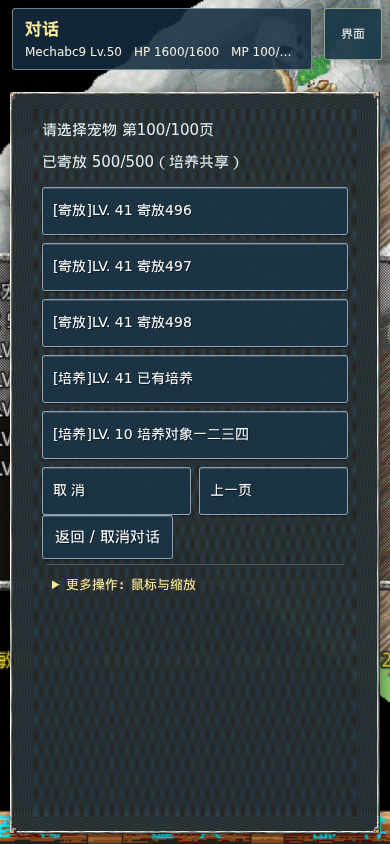 对话
界面
Mechabc9 Lv.50 HP 1600/1600 MP 100/...
请选择宠物 第100/100页
已寄放 500/500（培养共享）
[寄放]LV. 41 寄放496
[寄放]LV. 41 寄放497
[寄放]LV. 41 寄放498
[培养]LV. 41 已有培养
[培养]LV. 10 培养对象一二三四
取 消
上一页
返回 / 取消对话
▶ 更多操作：鼠标与缩放